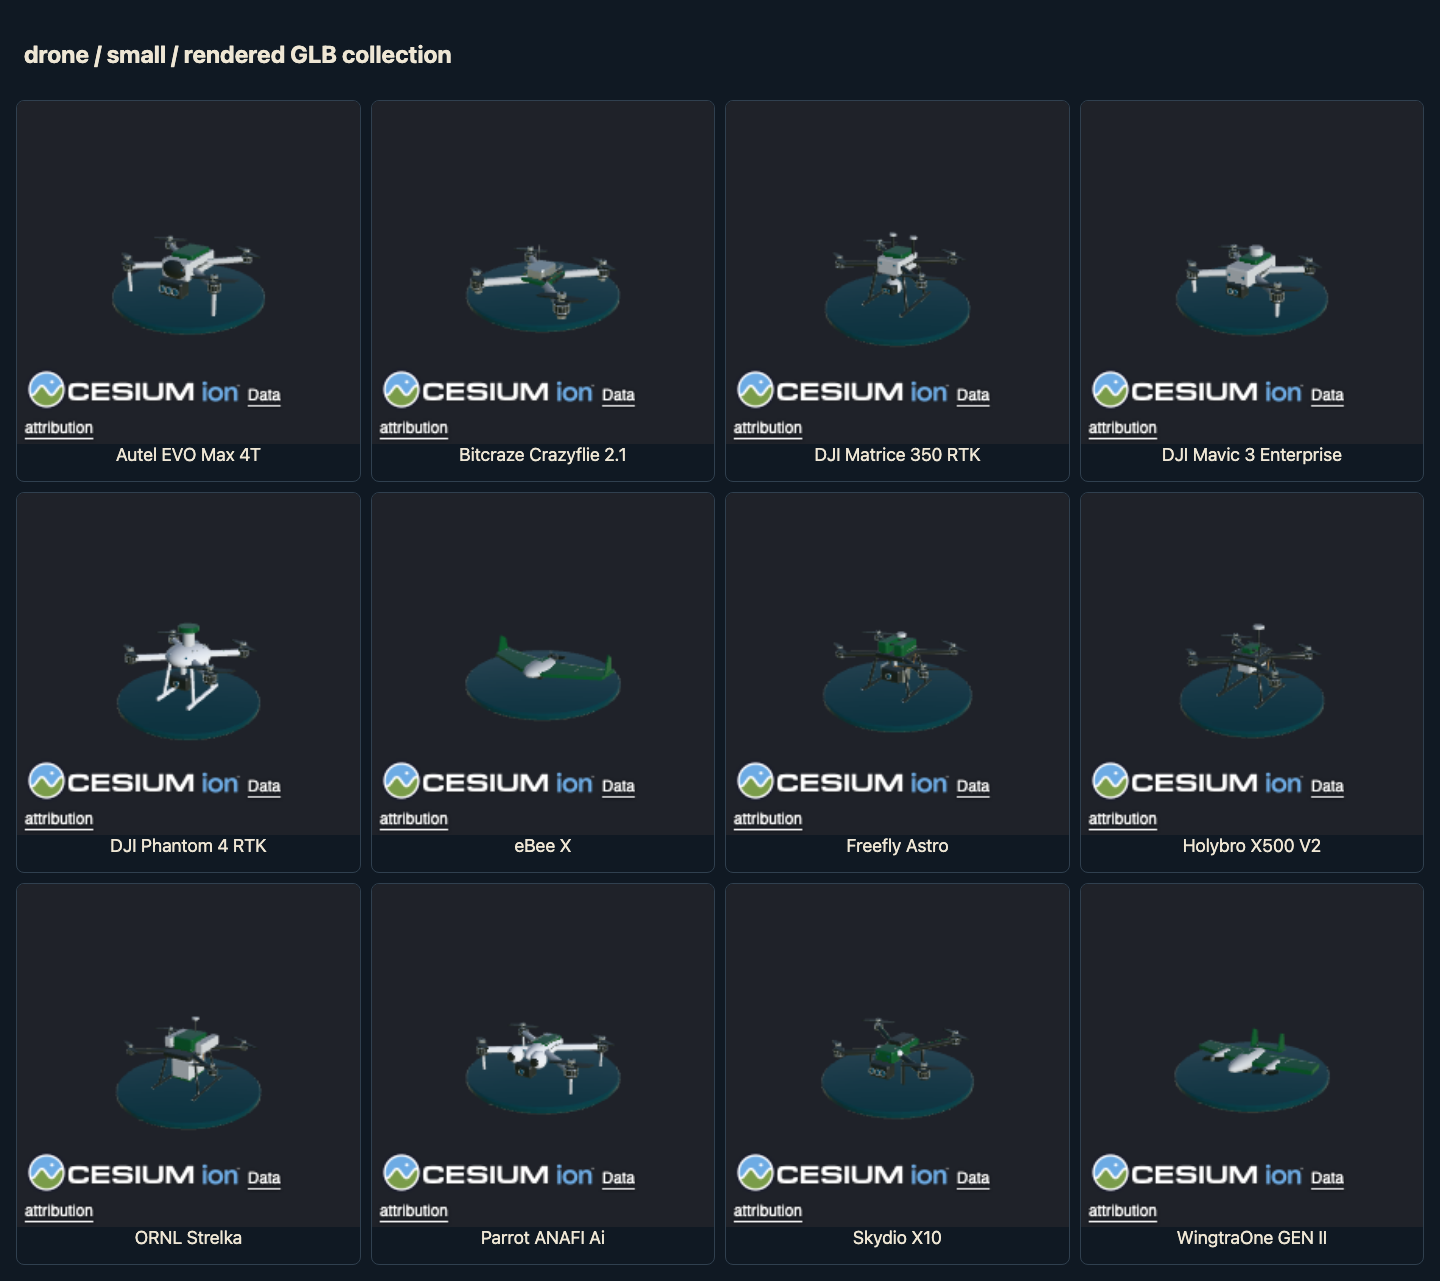 drone / small / rendered GLB collection
CESIUM ion Data
attribution
Autel EVO Max 4T
CESIUM ion Data
attribution
Bitcraze Crazyflie 2.1
CESIUM ion Data
attribution
DJI Matrice 350 RTK
CESIUM ion Data
attribution
DJI Mavic 3 Enterprise
CESIUM ion Data
attribution
DJI Phantom 4 RTK
CESIUM ion Data
attribution
eBee X
CESIUM ion Data
attribution
Freefly Astro
CESIUM ion Data
attribution
Holybro X500 V2
CESIUM ion Data
attribution
ORNL Strelka
CESIUM ion Data
attribution
Parrot ANAFI Ai
CESIUM ion Data
attribution
Skydio X10
CESIUM ion Data
attribution
WingtraOne GEN II